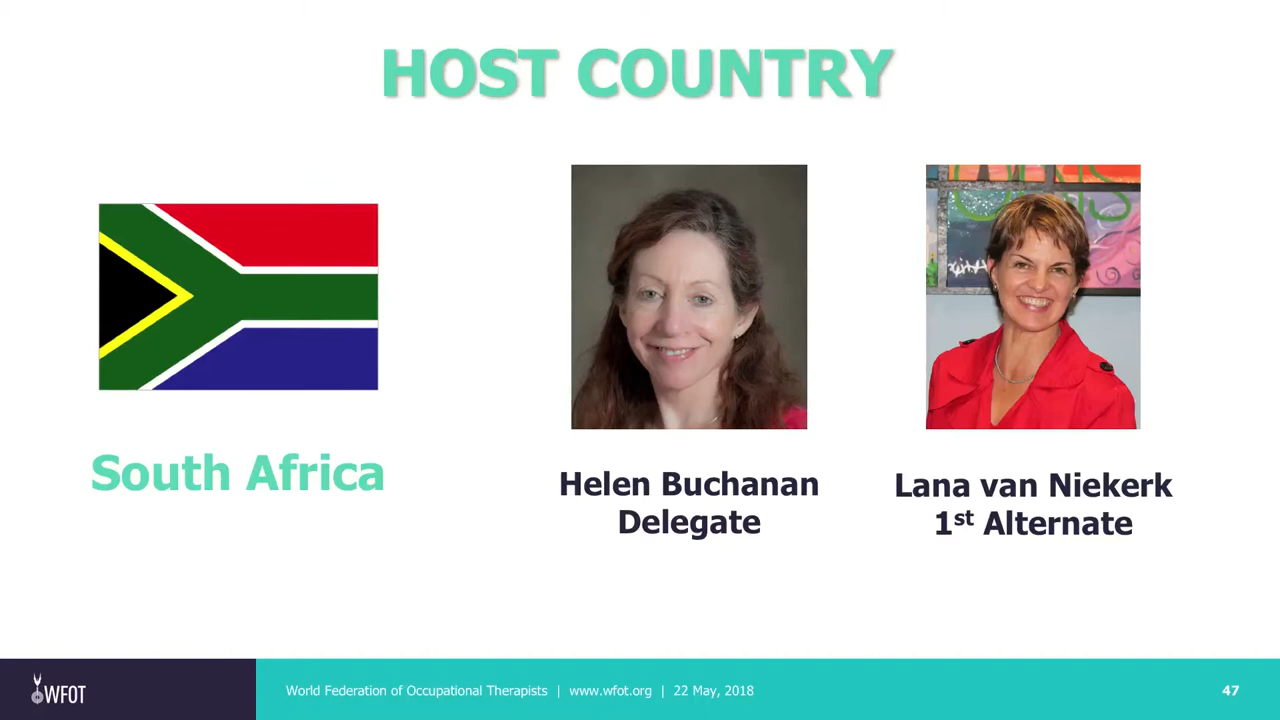 HOST COUNTRY
South Africa
Helen Buchanan
Delegate
Lana van Niekerk
1st Alternate
WFOT
World Federation of Occupational Therapists | www.wfot.org | 22 May, 2018
47